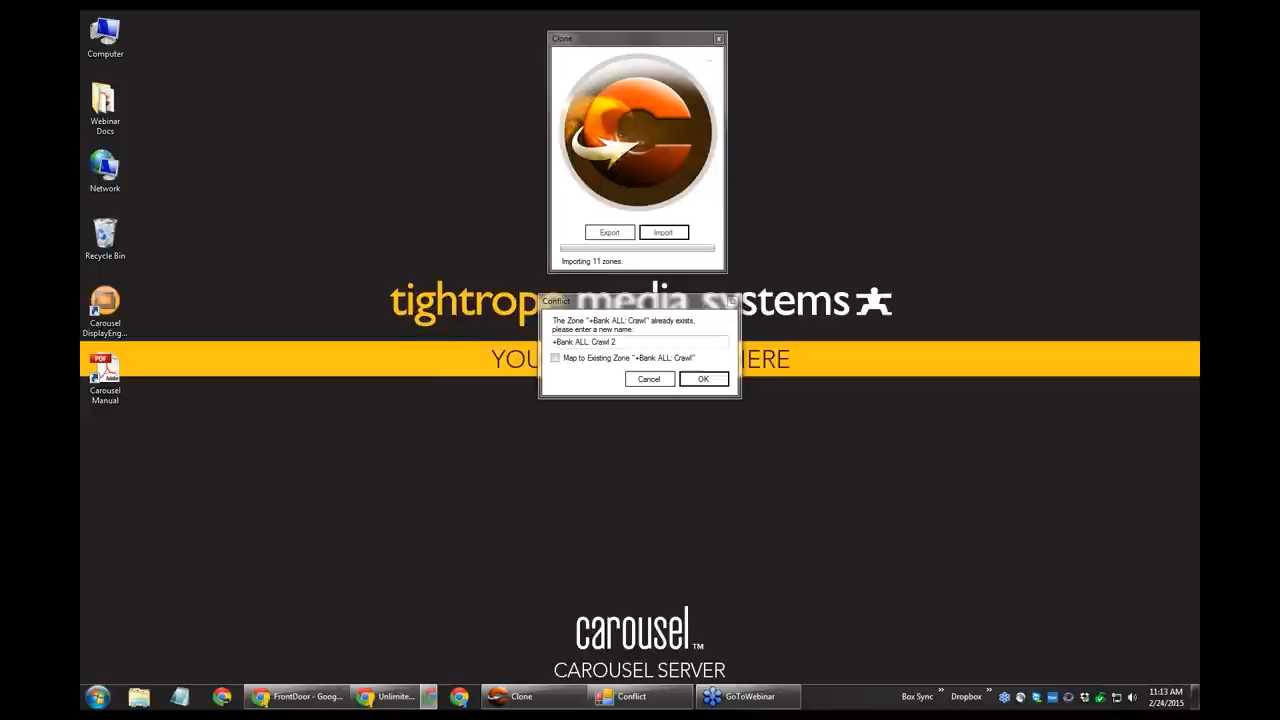 Computer
Webinar
Docs
Network
Recycle Bin
Carousel
DisplayEng...
Carousel
Manual
Clone
...
Export
Import
Importing 11 zones.
tightrope media systems
YOU
HERE
Conflict
The Zone "+Bank ALL: Crawl" already exists,
please enter a new name:
+Bank ALL: Crawl 2
Map to Existing Zone "+Bank ALL: Crawl"
Cancel
OK
carousel™
CAROUSEL SERVER
FrontDoor - Goog...
Unlimite...
Clone
Conflict
GoToWebinar
Box Sync
Dropbox
11:13 AM
2/24/2015